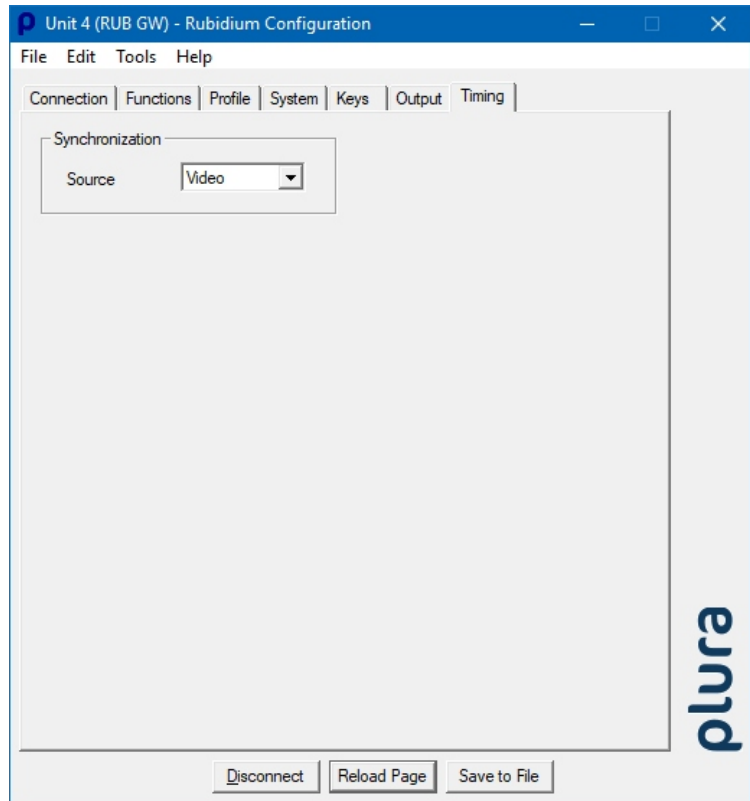 Unit 4 (RUB GW) - Rubidium Configuration
File Edit Tools Help
Connection Functions Profile System Keys Output Timing
Synchronization
Source Video
plura
Disconnect Reload Page Save to File